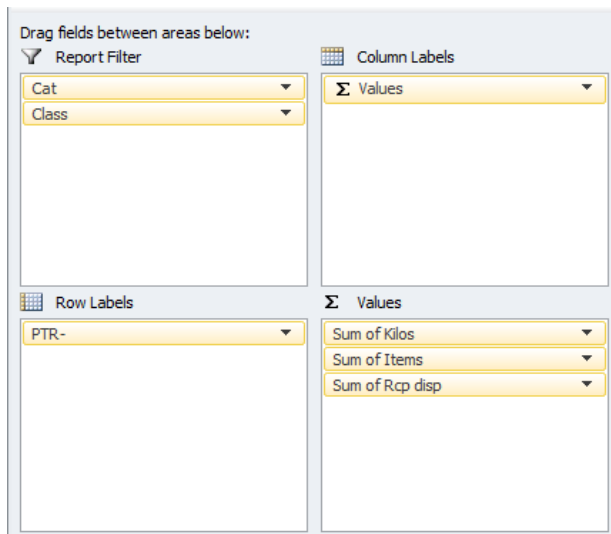 Drag fields between areas below:
Report Filter
Column Labels
Cat
Class
Σ Values
Row Labels
Σ Values
PTR-
Sum of Kilos
Sum of Items
Sum of Rcp disp